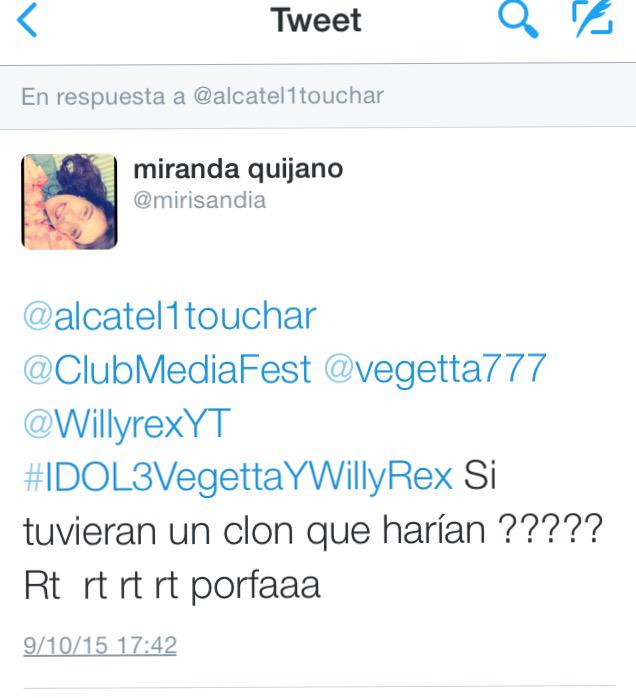 Tweet
En respuesta a @alcatel1touchar
miranda quijano
@mirisandia
@alcatel1touchar
@ClubMediaFest @vegetta777
@WillyrexYT
#IDOL3VegettaYWillyRex Si
tuvieran un clon que harían ?????
Rt  rt rt rt porfaaa
9/10/15 17:42